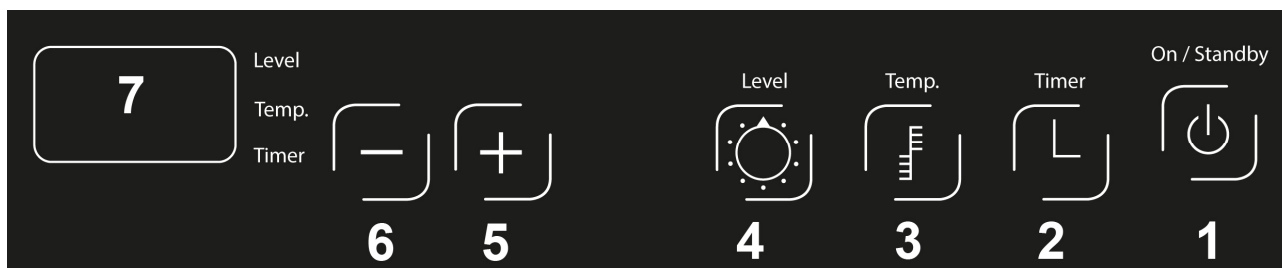 On / Standby
Level
Level Temp. Timer
7 Temp.
Timer
6 5 4 3 2 1